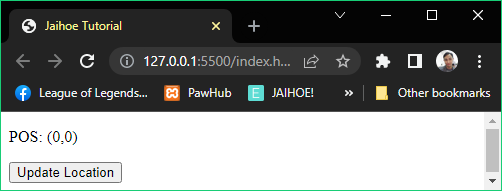 Jaihoe Tutorial
127.0.0.1:5500/index.h...
League of Legends... PawHub E JAIHOE! Other bookmarks
POS: (0,0)
Update Location